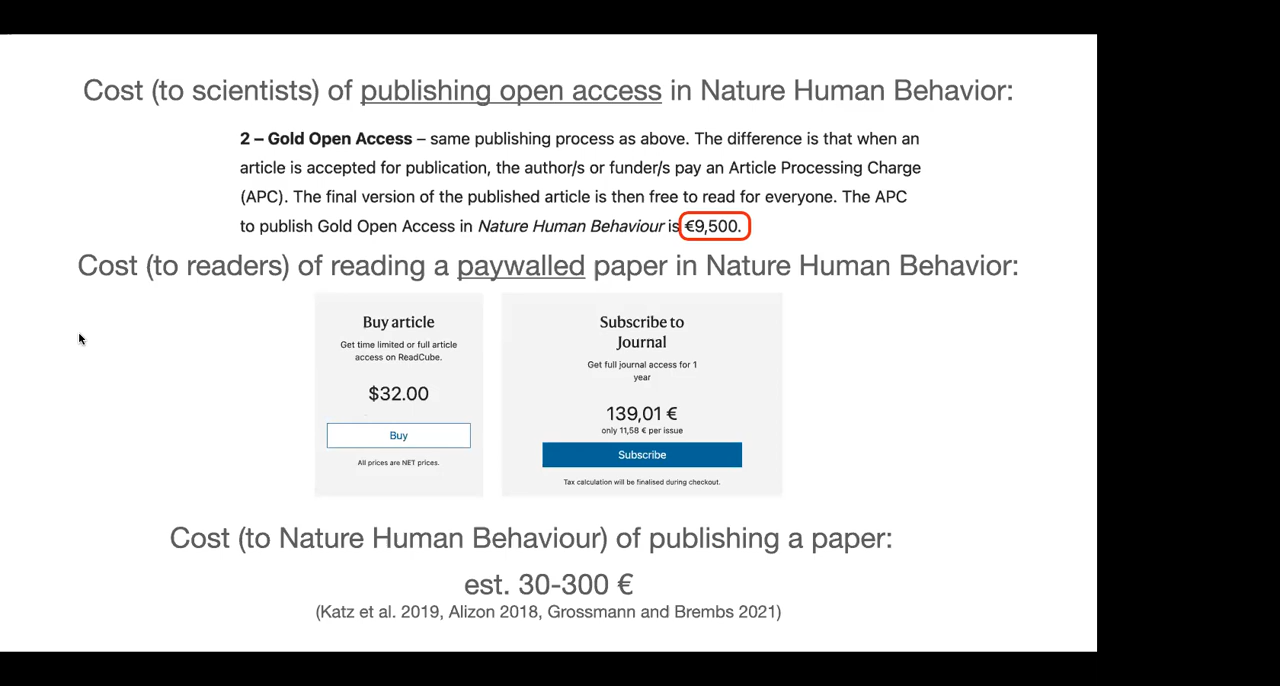 Cost (to scientists) of publishing open access in Nature Human Behavior:
2 – Gold Open Access – same publishing process as above. The difference is that when an
article is accepted for publication, the author/s or funder/s pay an Article Processing Charge
(APC). The final version of the published article is then free to read for everyone. The APC
to publish Gold Open Access in Nature Human Behaviour is €9,500.
Cost (to readers) of reading a paywalled paper in Nature Human Behavior:
Buy article
Get time limited or full article
access on ReadCube.
$32.00
Buy
All prices are NET prices.
Subscribe to
Journal
Get full journal access for 1
year
139,01 €
only 11,58 € per issue
Subscribe
Tax calculation will be finalised during checkout.
Cost (to Nature Human Behaviour) of publishing a paper:
est. 30-300 €
(Katz et al. 2019, Alizon 2018, Grossmann and Brembs 2021)